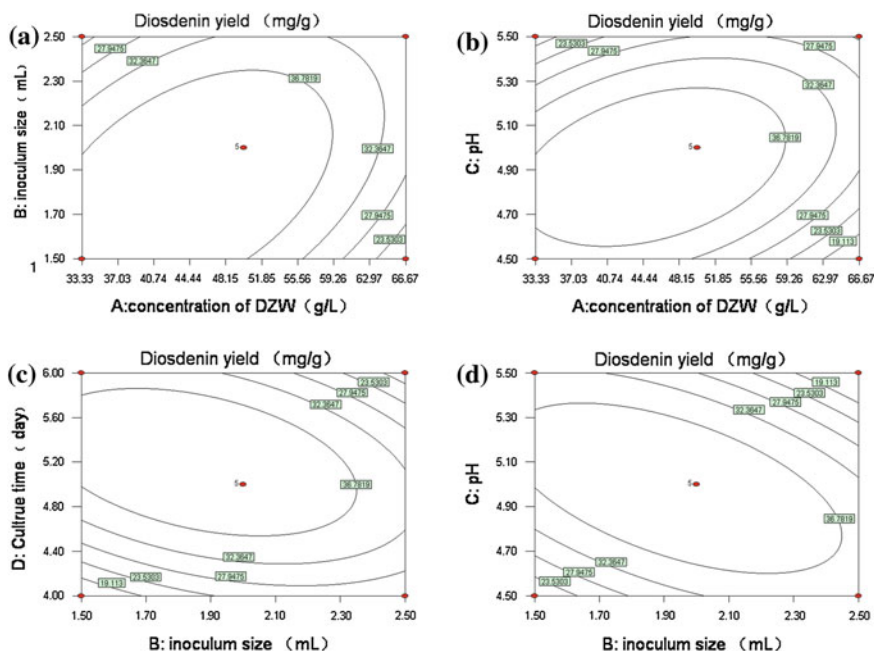 (a)
Diosdenin yield (mg/g)
B: inoculum size ( mL)
2.50
2.30
2.10
1.90
1.70
1.50
1
27.9475
32.3647
36.7819
5
32.3647
27.9475
23.5303
33.33 37.03 40.74 44.44 48.15 51.85 55.56 59.26 62.97 66.67
A:concentration of DZW (g/L)
(b)
Diosdenin yield (mg/g)
C: pH
5.50
5.30
5.10
4.90
4.70
4.50
23.5303
27.9475
27.9475
32.3647
36.7819
5
27.9475
23.5303
19.113
33.33 37.03 40.74 44.44 48.15 51.85 55.56 59.26 62.97 66.67
A:concentration of DZW (g/L)
(c)
Diosdenin yield (mg/g)
D: Cultrue time ( day)
6.00
5.60
5.20
4.80
4.40
4.00
23.5303
27.9475
32.3647
5
36.7819
32.3647
27.9475
23.5303
19.113
1.50 1.70 1.90 2.10 2.30 2.50
B: inoculum size (mL)
(d)
Diosdenin yield (mg/g)
C: pH
5.50
5.30
5.10
4.90
4.70
4.50
19.113
23.5303
27.9475
32.3647
5
36.7819
32.3647
27.9475
23.5303
1.50 1.70 1.90 2.10 2.30 2.50
B: inoculum size (mL)